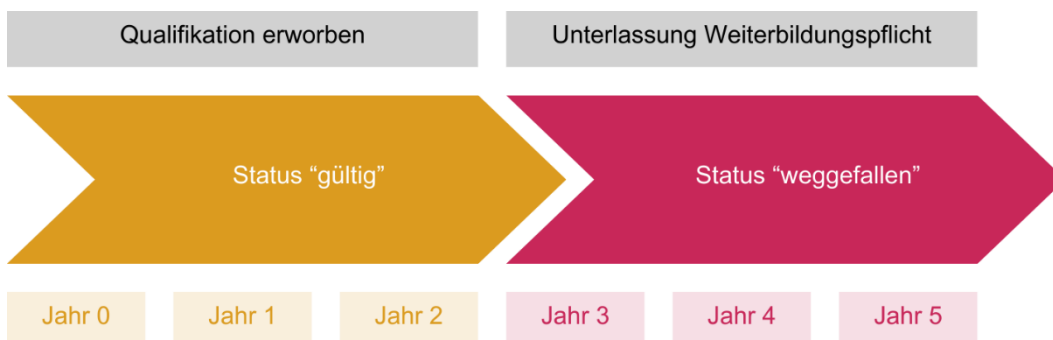 Qualifikation erworben
Unterlassung Weiterbildungspflicht
Status “gültig”
Status “weggefallen”
Jahr 0
Jahr 1
Jahr 2
Jahr 3
Jahr 4
Jahr 5